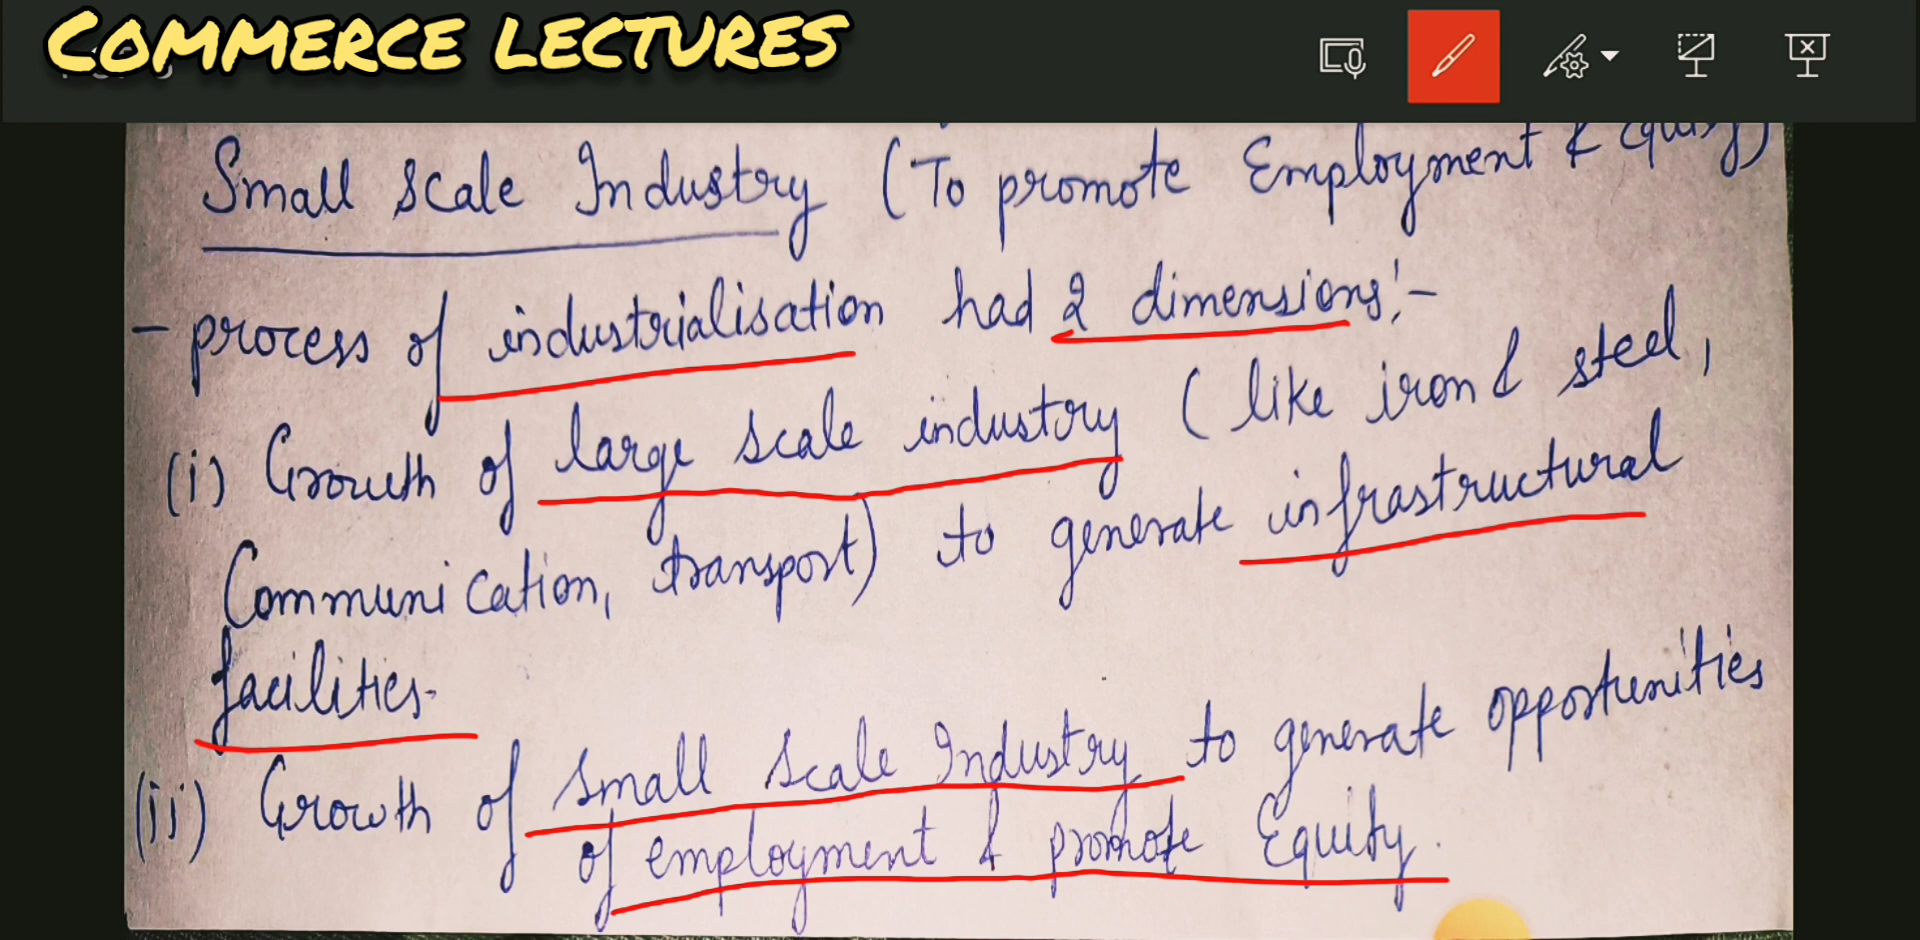 COMMERCE LECTURES
Small Scale Industry (To promote Employment & Equity)
- process of industrialisation had 2 dimensions:-
(i) Growth of large scale industry (like iron & steel,
Communication, transport) to generate infrastructural
facilities.
(ii) Growth of Small Scale Industry to generate opportunities
of employment & promote Equity.